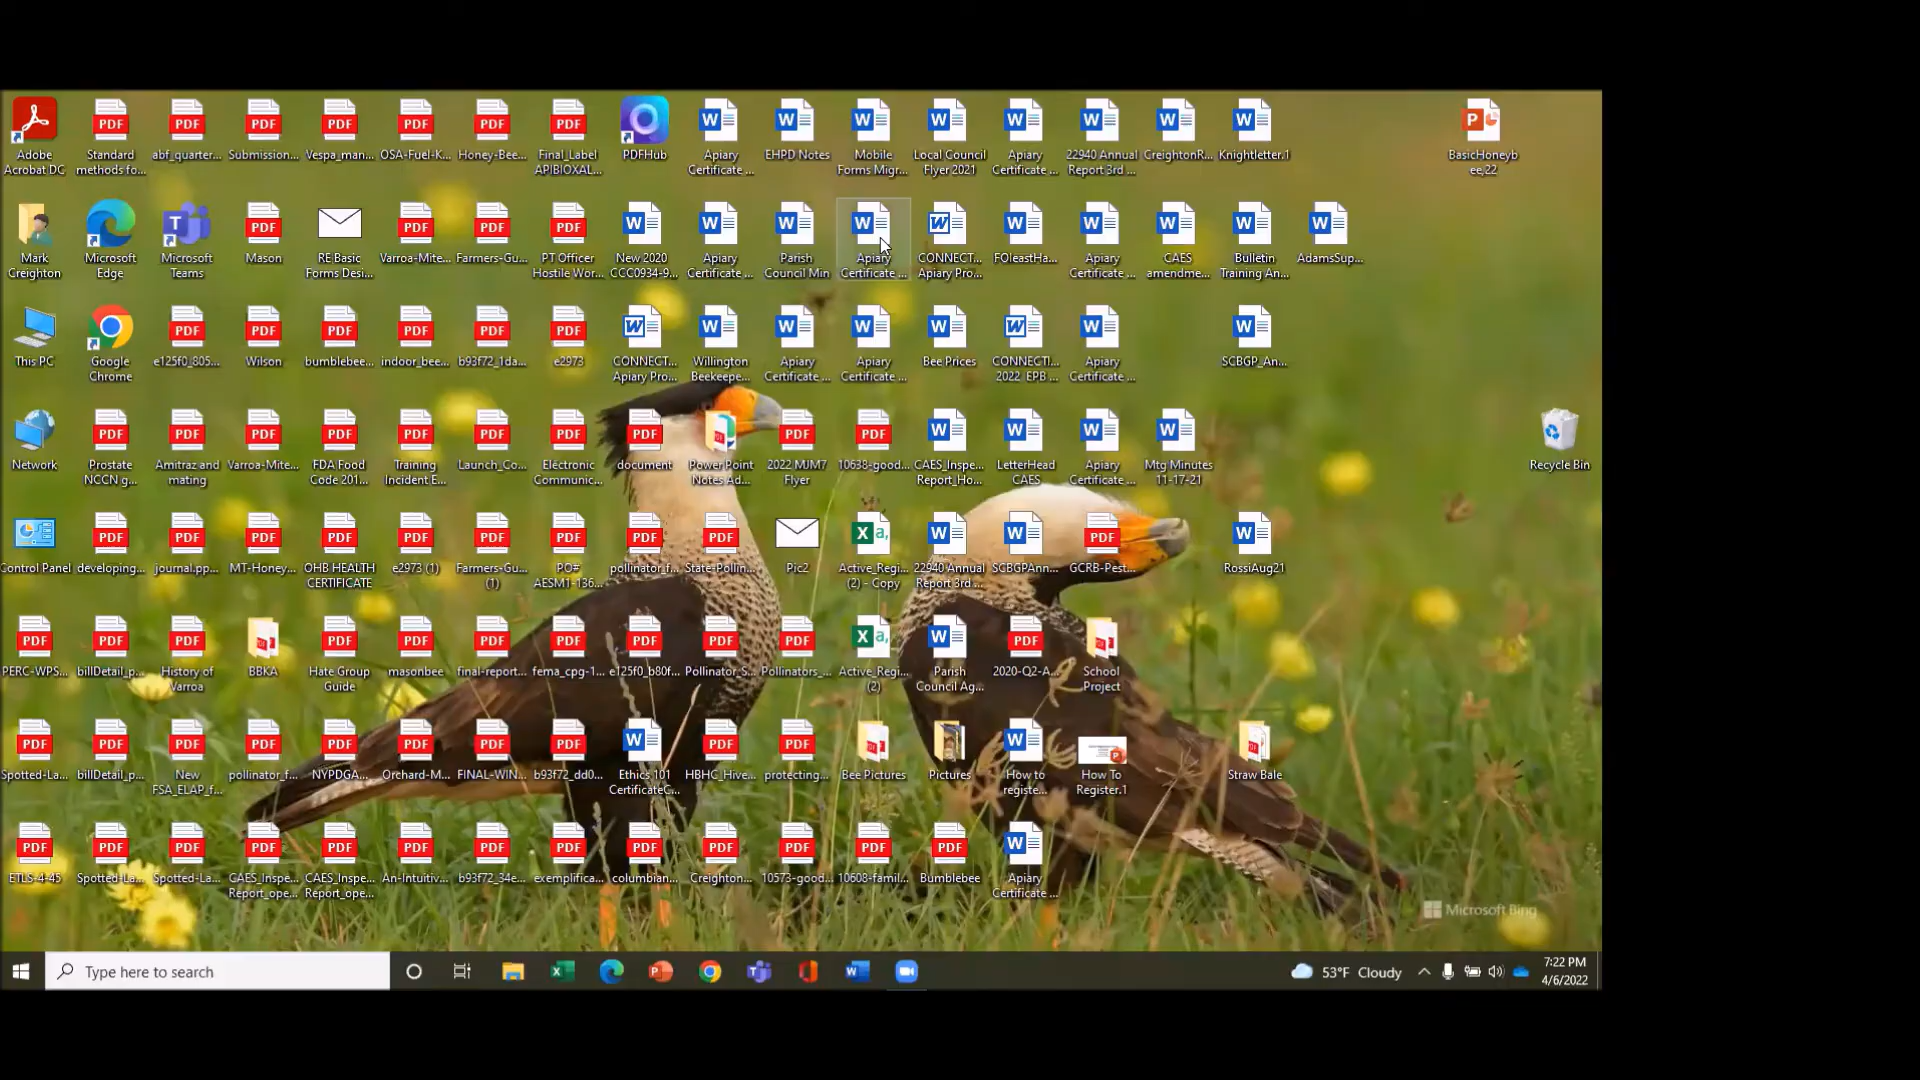 Adobe
Acrobat DC
Standard
methods fo...
abf_quarter...
Submission...
Vespa_man...
OSA-Fuel-K...
Honey-Bee...
Final_Label
APIBIOXAL...
PDFHub
Apiary
Certificate ...
EHPD Notes
Mobile
Forms Migr...
Local Council
Flyer 2021
Apiary
Certificate ...
22940 Annual
Report 3rd ...
CreightonR...
Knightletter.1
BasicHoneyb
ee,22
Mark
Creighton
Microsoft
Edge
Microsoft
Teams
Mason
RE Basic
Forms Desi...
Varroa-Mite...
Farmers-Gu...
PT Officer
Hostile Wor...
New 2020
CCC0934-9...
Apiary
Certificate ...
Parish
Council Min
Apiary
Certificate ...
CONNECT...
Apiary Pro...
FOleastHa...
Apiary
Certificate ...
CAES
amendme...
Bulletin
Training An...
AdamsSup...
This PC
Google
Chrome
e125f0_805...
Wilson
bumblebee...
indoor_bee...
b93f72_1da...
e2973
CONNECT...
Apiary Pro...
Willington
Beekeepe...
Apiary
Certificate ...
Apiary
Certificate ...
Bee Prices
CONNECTI...
2022_EPB ...
Apiary
Certificate ...
SCBGP_An...
Network
Prostate
NCCN g...
Amitraz and
mating
Varroa-Mite...
FDA Food
Code 201...
Training
Incident E...
Launch_Co...
Electronic
Communic...
document
Power Point
Notes Ad...
2022 MJM7
Flyer
10638-good...
CAES_Inspe...
Report_Ho...
LetterHead
CAES
Apiary
Certificate ...
Mtg Minutes
11-17-21
Recycle Bin
Control Panel
developing...
journal.pp...
MT-Honey...
OHB HEALTH
CERTIFICATE
e2973 (1)
Farmers-Gu...
(1)
PO#
AESM1-136...
pollinator_f...
State-Pollin...
Pic2
Active_Regi...
(2) - Copy
22940 Annual
Report 3rd ...
SCBGPAnn...
GCRB-Pest...
RossiAug21
PERC-WPS...
billDetail_p...
History of
Varroa
BBKA
Hate Group
Guide
masonbee
final-report...
fema_cpg-1...
e125f0_b80f...
Pollinator_S...
Pollinators_...
Active_Regi...
(2)
Parish
Council Ag...
2020-Q2-A...
School
Project
Spotted-La...
billDetail_p...
New
FSA_ELAP_f...
pollinator_f...
NYPDGA...
Orchard-M...
FINAL-WIN...
b93f72_dd0...
Ethics 101
CertificateC...
HBHC_Hive...
protecting...
Bee Pictures
Pictures
How to
registe...
How To
Register.1
Straw Bale
ETLS-4-45
Spotted-La...
Spotted-La...
CAES_Inspe...
Report_ope...
CAES_Inspe...
Report_ope...
An-Intuitiv...
b93f72_34e...
exemplifica...
columbian...
Creighton...
10573-good...
10608-famil...
Bumblebee
Apiary
Certificate ...
Microsoft Bing
Type here to search
53°F Cloudy
7:22 PM
4/6/2022